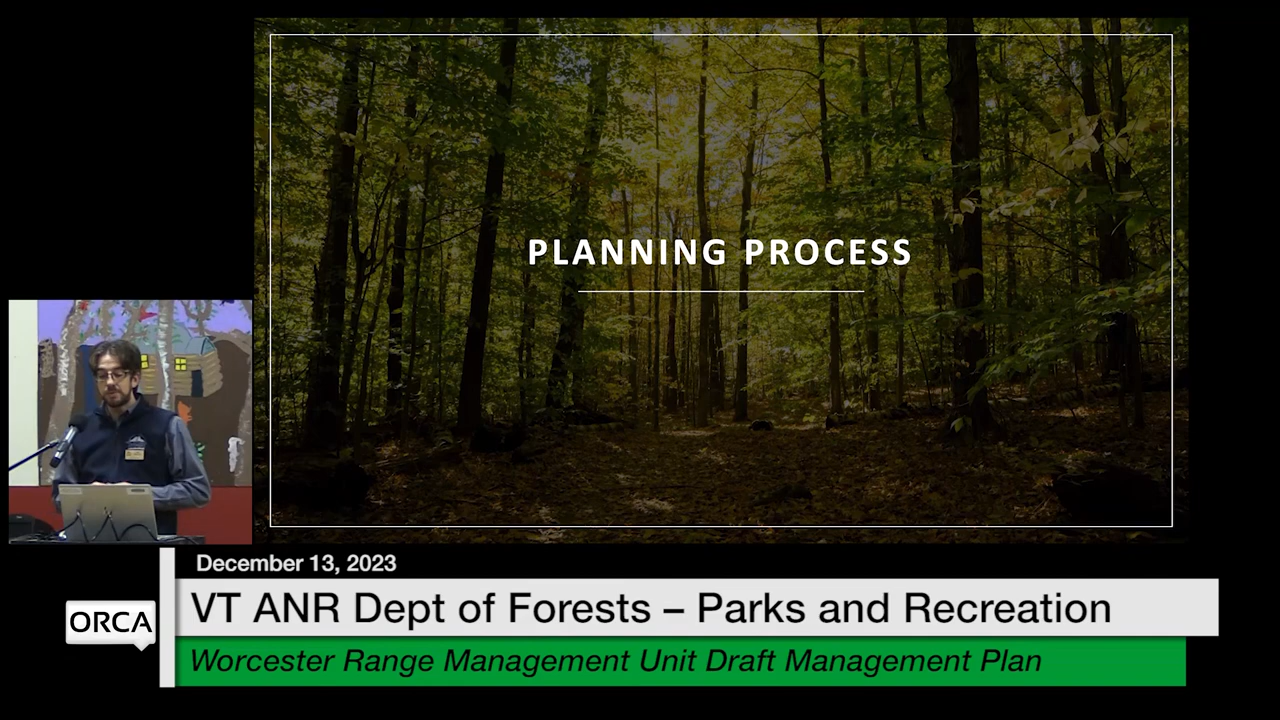 PLANNING PROCESS
December 13, 2023
VT ANR Dept of Forests – Parks and Recreation
ORCA
Worcester Range Management Unit Draft Management Plan